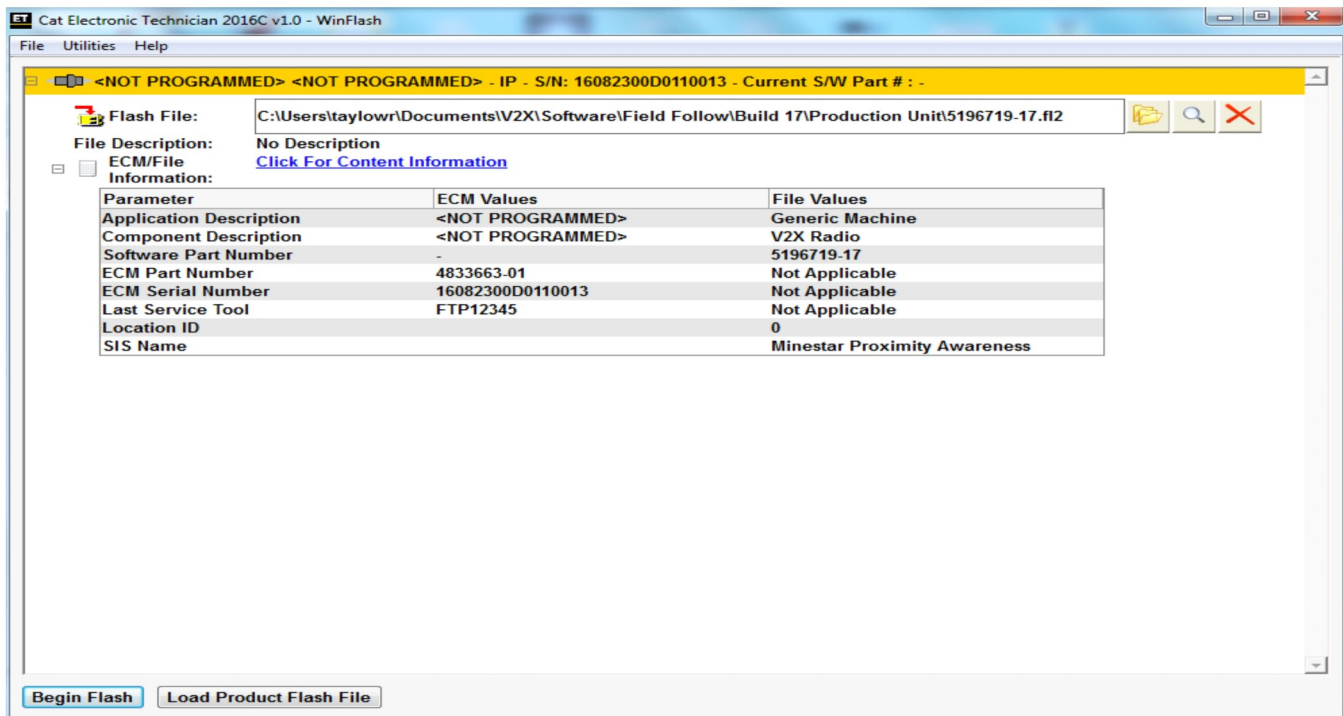 ET Cat Electronic Technician 2016C v1.0 - WinFlash
File Utilities Help
<NOT PROGRAMMED> <NOT PROGRAMMED> - IP - S/N: 16082300D0110013 - Current S/W Part # : -
Flash File: C:\Users\taylowr\Documents\V2X\Software\Field Follow\Build 17\Production Unit\5196719-17.fl2
File Description: No Description
ECM/File Information: Click For Content Information
Parameter ECM Values File Values
Application Description <NOT PROGRAMMED> Generic Machine
Component Description <NOT PROGRAMMED> V2X Radio
Software Part Number - 5196719-17
ECM Part Number 4833663-01 Not Applicable
ECM Serial Number 16082300D0110013 Not Applicable
Last Service Tool FTP12345 Not Applicable
Location ID 0
SIS Name Minestar Proximity Awareness
Begin Flash Load Product Flash File